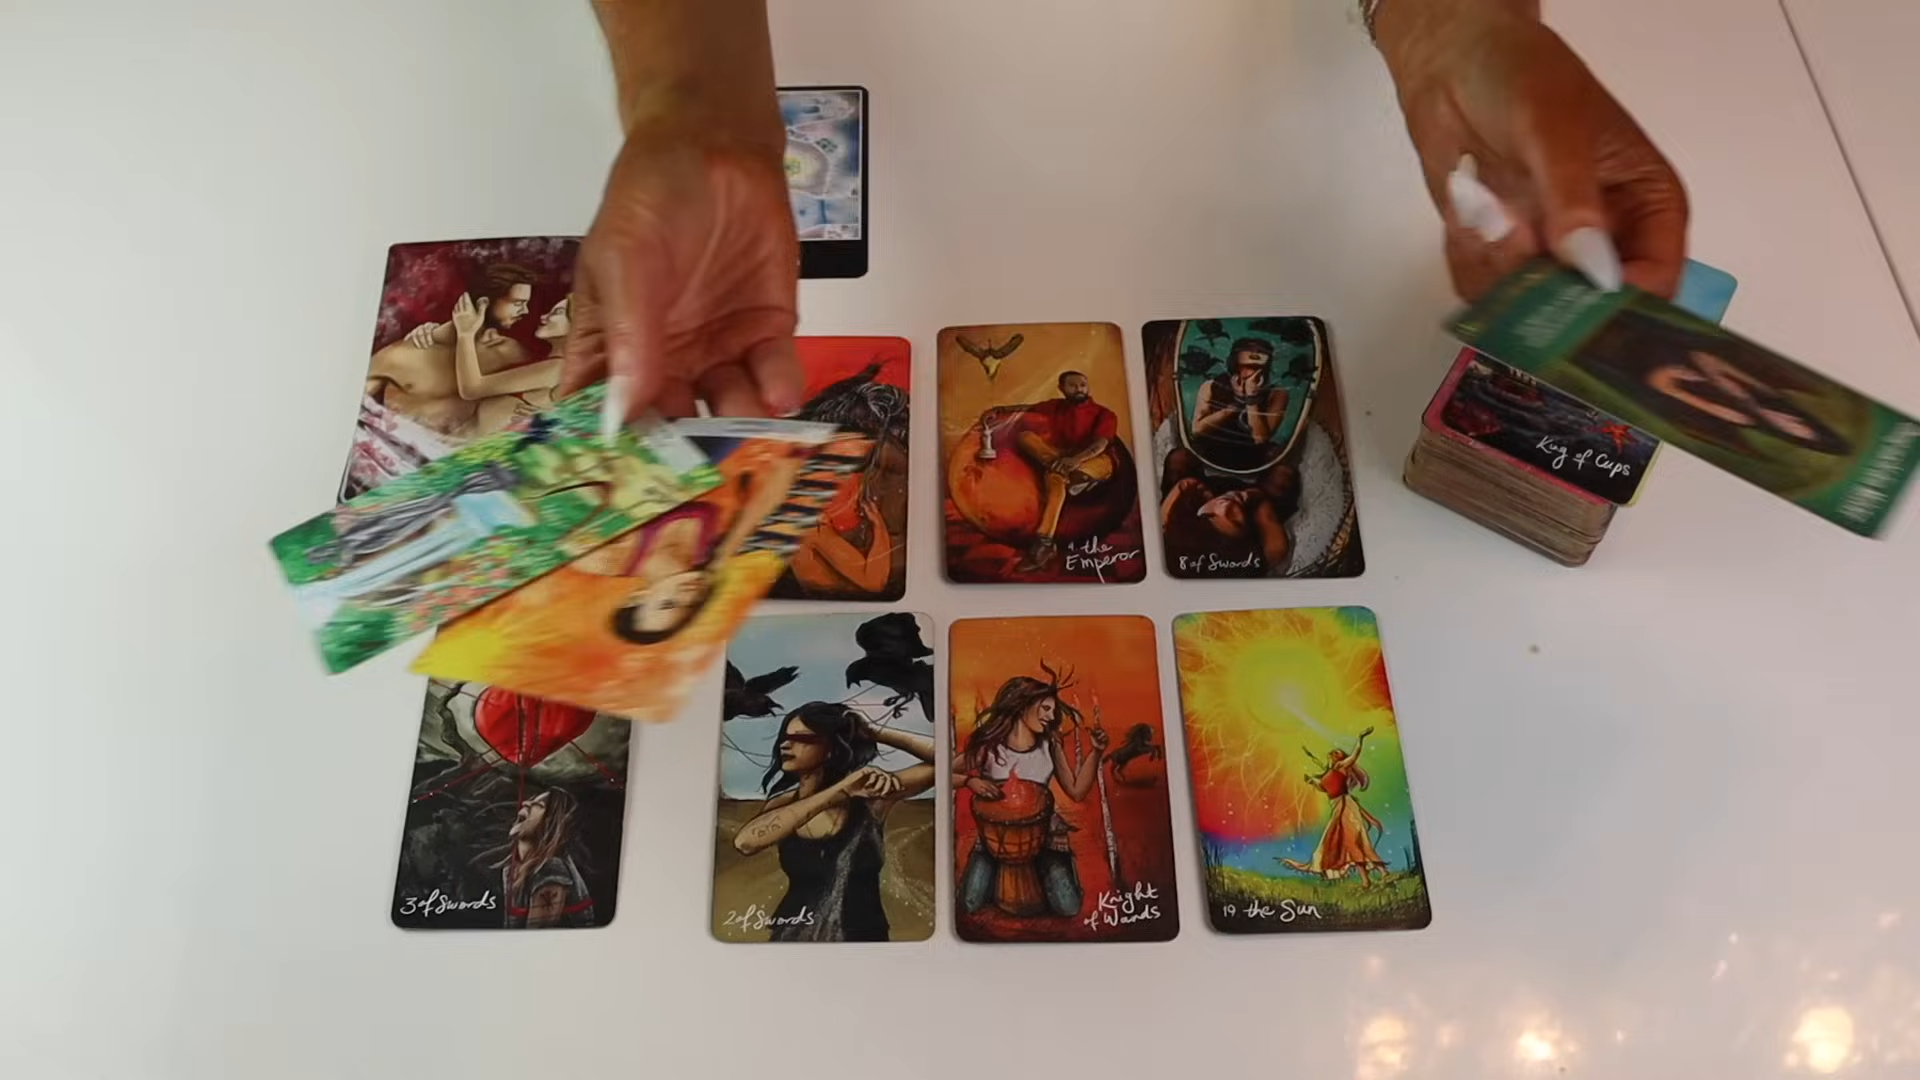 4. the
Emperor
8 of Swords
King of Cups
3 of Swords
2 of Swords
Knight
of Wands
19 the Sun